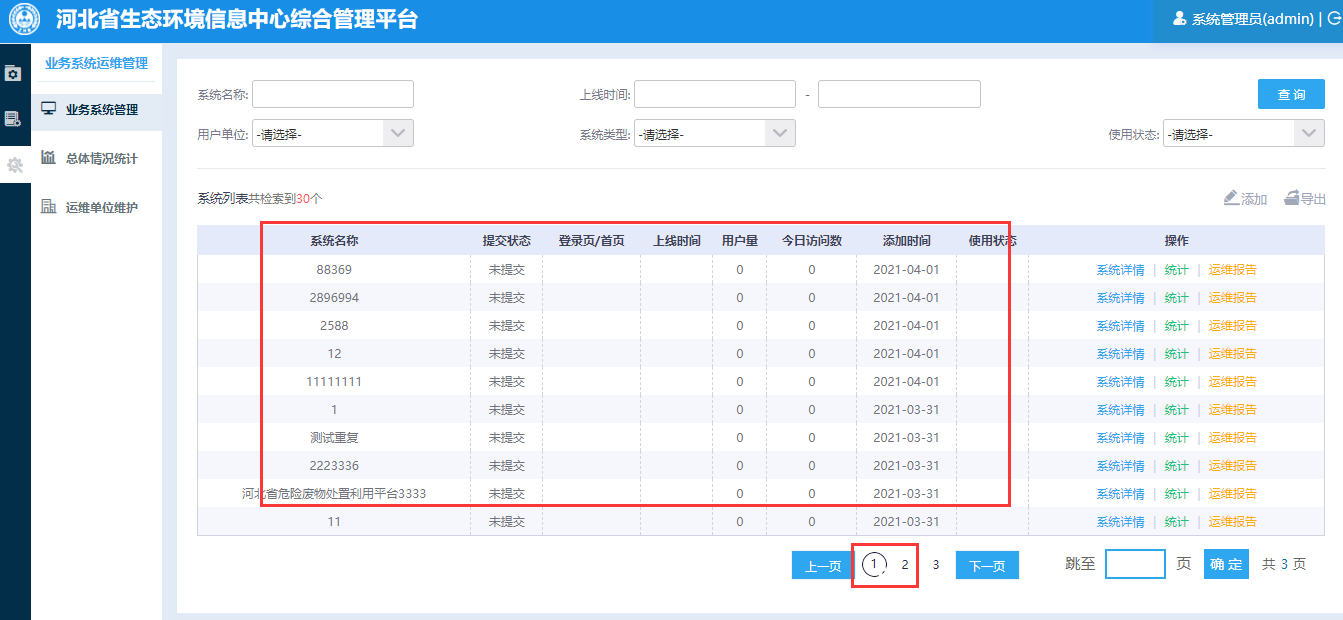 河北省生态环境信息中心综合管理平台
系统管理员(admin) |
业务系统运维管理
业务系统管理
总体情况统计
运维单位维护
系统名称: 上线时间: - 查 询
用户单位: -请选择- 系统类型: -请选择- 使用状态: -请选择-
系统列表共检索到30个 添加 导出
系统名称 提交状态 登录页/首页 上线时间 用户量 今日访问数 添加时间 使用状态 操作
88369 未提交 0 0 2021-04-01 系统详情 | 统计 | 运维报告
2896994 未提交 0 0 2021-04-01 系统详情 | 统计 | 运维报告
2588 未提交 0 0 2021-04-01 系统详情 | 统计 | 运维报告
12 未提交 0 0 2021-04-01 系统详情 | 统计 | 运维报告
11111111 未提交 0 0 2021-04-01 系统详情 | 统计 | 运维报告
1 未提交 0 0 2021-03-31 系统详情 | 统计 | 运维报告
测试重复 未提交 0 0 2021-03-31 系统详情 | 统计 | 运维报告
2223336 未提交 0 0 2021-03-31 系统详情 | 统计 | 运维报告
河北省危险废物处置利用平台3333 未提交 0 0 2021-03-31 系统详情 | 统计 | 运维报告
11 未提交 0 0 2021-03-31 系统详情 | 统计 | 运维报告
上一页 1 2 3 下一页 跳至 页 确 定 共 3 页